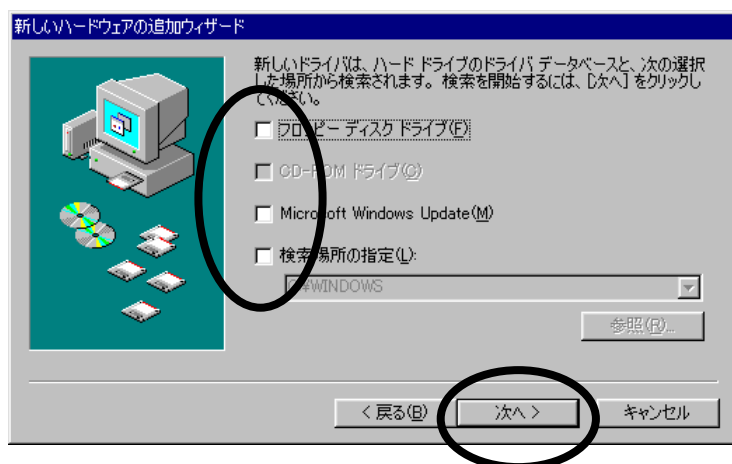 新しいハードウェアの追加ウィザード
新しいドライバは、ハード ドライブのドライバ データベースと、次の選択
した場所から検索されます。検索を開始するには、[次へ] をクリックし
てください。
フロッピー ディスク ドライブ(F)
CD-ROM ドライブ(C)
Microsoft Windows Update(M)
検索場所の指定(L):
C:¥WINDOWS
参照(R)...
< 戻る(B)
次へ >
キャンセル